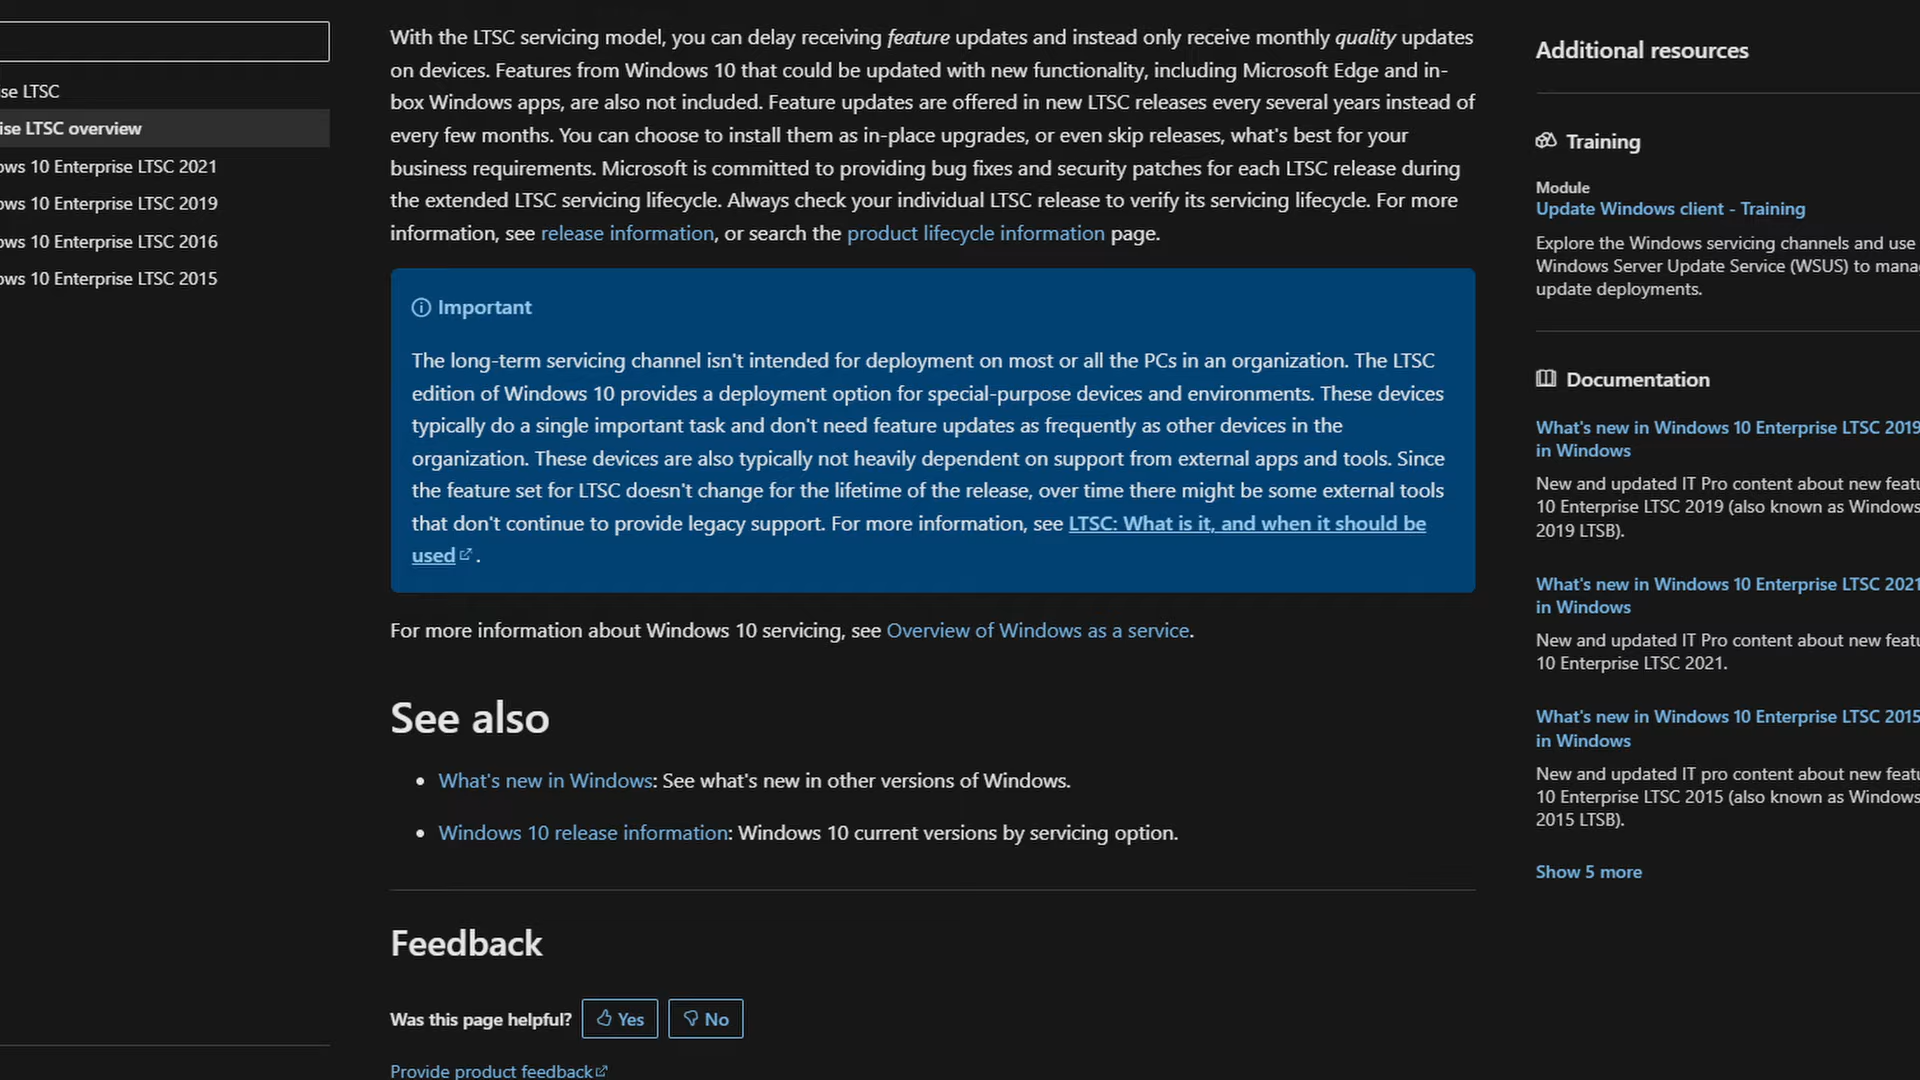 se LTSC
ise LTSC overview
ows 10 Enterprise LTSC 2021
ows 10 Enterprise LTSC 2019
ows 10 Enterprise LTSC 2016
ows 10 Enterprise LTSC 2015
With the LTSC servicing model, you can delay receiving feature updates and instead only receive monthly quality updates
on devices. Features from Windows 10 that could be updated with new functionality, including Microsoft Edge and in-
box Windows apps, are also not included. Feature updates are offered in new LTSC releases every several years instead of
every few months. You can choose to install them as in-place upgrades, or even skip releases, what's best for your
business requirements. Microsoft is committed to providing bug fixes and security patches for each LTSC release during
the extended LTSC servicing lifecycle. Always check your individual LTSC release to verify its servicing lifecycle. For more
information, see release information, or search the product lifecycle information page.
Important
The long-term servicing channel isn't intended for deployment on most or all the PCs in an organization. The LTSC
edition of Windows 10 provides a deployment option for special-purpose devices and environments. These devices
typically do a single important task and don't need feature updates as frequently as other devices in the
organization. These devices are also typically not heavily dependent on support from external apps and tools. Since
the feature set for LTSC doesn't change for the lifetime of the release, over time there might be some external tools
that don't continue to provide legacy support. For more information, see LTSC: What is it, and when it should be
used.
For more information about Windows 10 servicing, see Overview of Windows as a service.
See also
• What's new in Windows: See what's new in other versions of Windows.
• Windows 10 release information: Windows 10 current versions by servicing option.
Feedback
Was this page helpful? Yes No
Provide product feedback
Additional resources
Training
Module
Update Windows client - Training
Explore the Windows servicing channels and use
Windows Server Update Service (WSUS) to mana
update deployments.
Documentation
What's new in Windows 10 Enterprise LTSC 2019
in Windows
New and updated IT Pro content about new featu
10 Enterprise LTSC 2019 (also known as Windows
2019 LTSB).
What's new in Windows 10 Enterprise LTSC 2021
in Windows
New and updated IT Pro content about new featu
10 Enterprise LTSC 2021.
What's new in Windows 10 Enterprise LTSC 2015
in Windows
New and updated IT pro content about new featu
10 Enterprise LTSC 2015 (also known as Windows
2015 LTSB).
Show 5 more